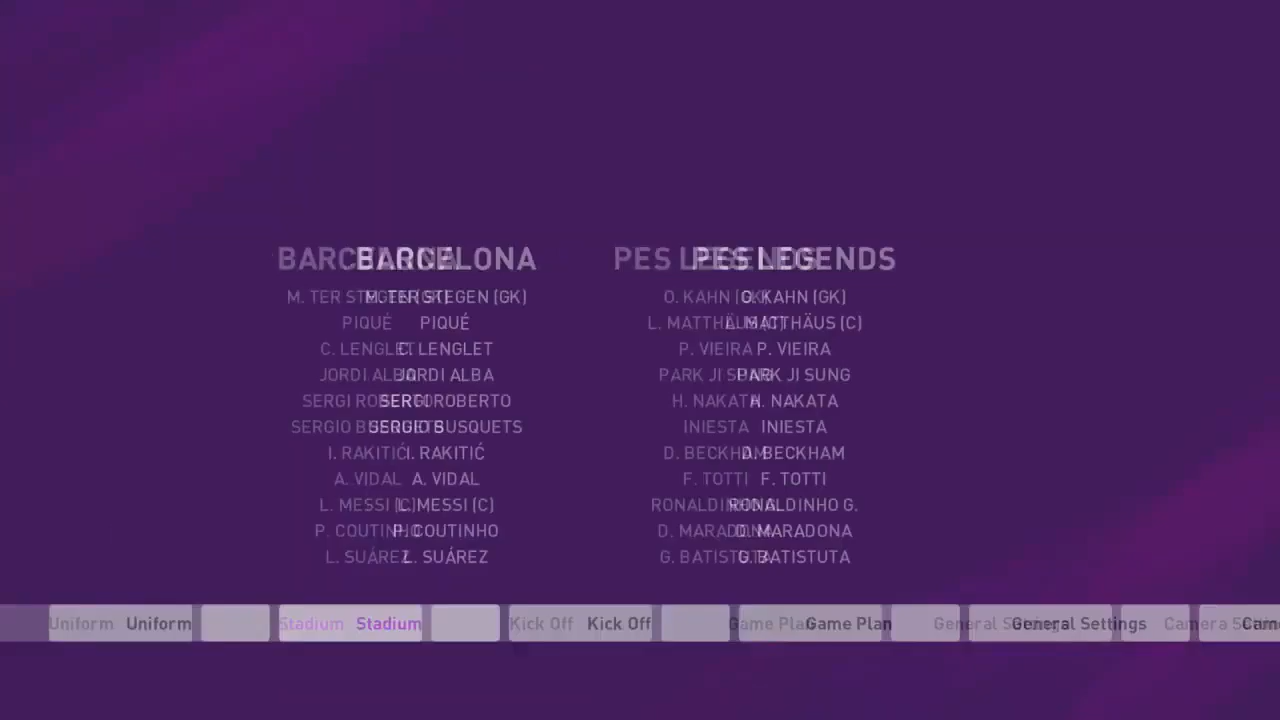 BARCELONA PES LEGENDS
M. TER STEGEN (GK) O. KAHN (GK)
PIQUÉ L. MATTHÄUS (C)
C. LENGLET P. VIEIRA
JORDI ALBA PARK JI SUNG
SERGI ROBERTO H. NAKATA
SERGIO BUSQUETS INIESTA
I. RAKITIĆ D. BECKHAM
A. VIDAL F. TOTTI
L. MESSI (C) RONALDINHO G.
P. COUTINHO D. MARADONA
L. SUÁREZ G. BATISTUTA
Uniform Stadium Kick Off Game Plan General Settings Camera